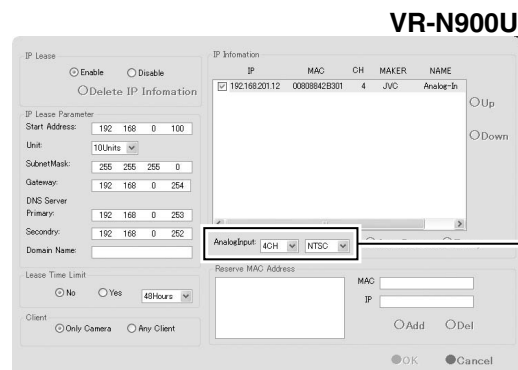 VR-N900U
IP Lease
Enable Disable
Delete IP Infomation
IP Lease Parameter
Start Address: 192 168 0 100
Unit: 10Units
SubnetMask: 255 255 255 0
Gateway: 192 168 0 254
DNS Server
Primary: 192 168 0 253
Secondry: 192 168 0 252
Domain Name:
Lease Time Limit
No Yes 48Hours
Client
Only Camera Any Client
IP Infomation
IP MAC CH MAKER NAME
192.168.201.12 00808842B301 4 JVC Analog-In
Up
Down
AnalogInput: 4CH NTSC
Reserve MAC Address
MAC
IP
Add Del
OK Cancel